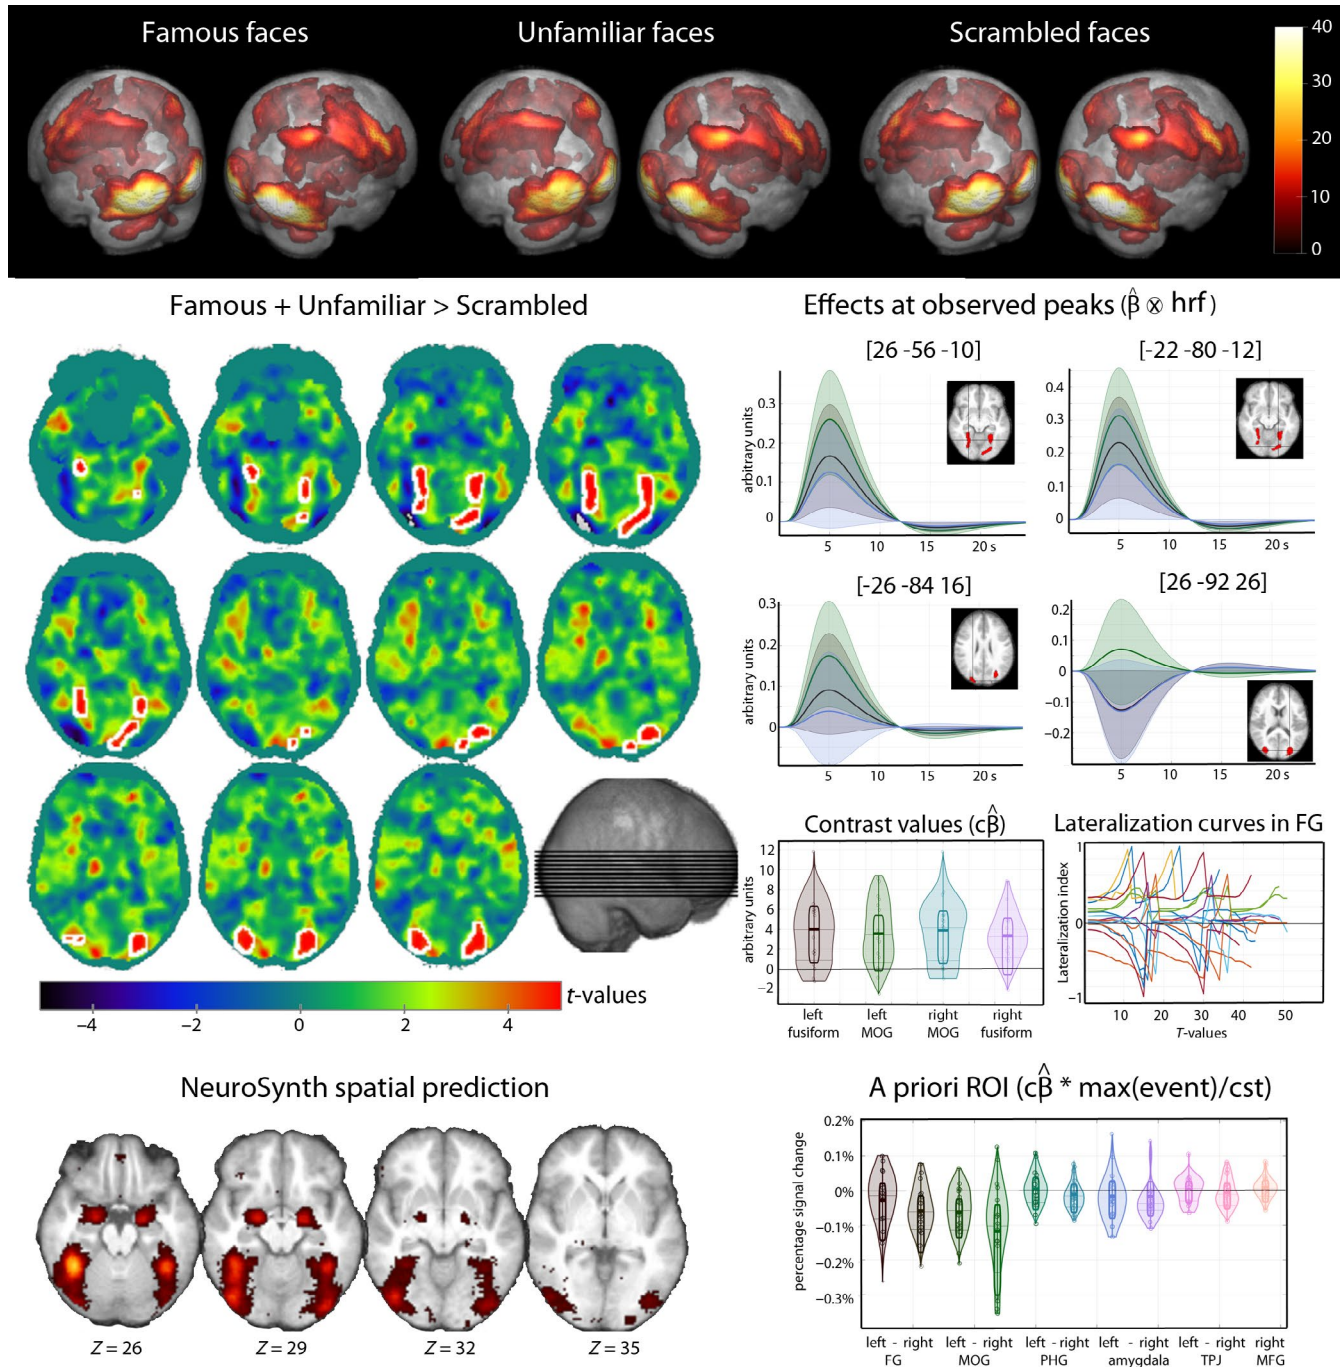 Famous faces
Unfamiliar faces
Scrambled faces
40
30
20
10
0
Famous + Unfamiliar > Scrambled
t-values
−4
−2
0
2
4
Effects at observed peaks (β̂ ⊗ hrf)
[26 -56 -10]
arbitrary units
0.3
0.2
0.1
0
5
10
15
20 s
[-22 -80 -12]
0.4
0.3
0.2
0.1
0
5
10
15
20 s
[-26 -84 16]
arbitrary units
0.3
0.2
0.1
0
5
10
15
20 s
[26 -92 26]
0.2
0.1
0
−0.1
−0.2
5
10
15
20 s
Contrast values (cβ̂)
arbitrary units
12
10
8
6
4
2
0
−2
left
fusiform
left
MOG
right
MOG
right
fusiform
Lateralization curves in FG
Lateralization index
1
0
−1
10
20
30
40
50
T-values
NeuroSynth spatial prediction
Z = 26
Z = 29
Z = 32
Z = 35
A priori ROI (cβ̂ * max(event)/cst)
percentage signal change
0.2%
0.1%
0%
−0.1%
−0.2%
−0.3%
left - right
FG
left - right
MOG
left - right
PHG
left - right
amygdala
left - right
TPJ
right
MFG